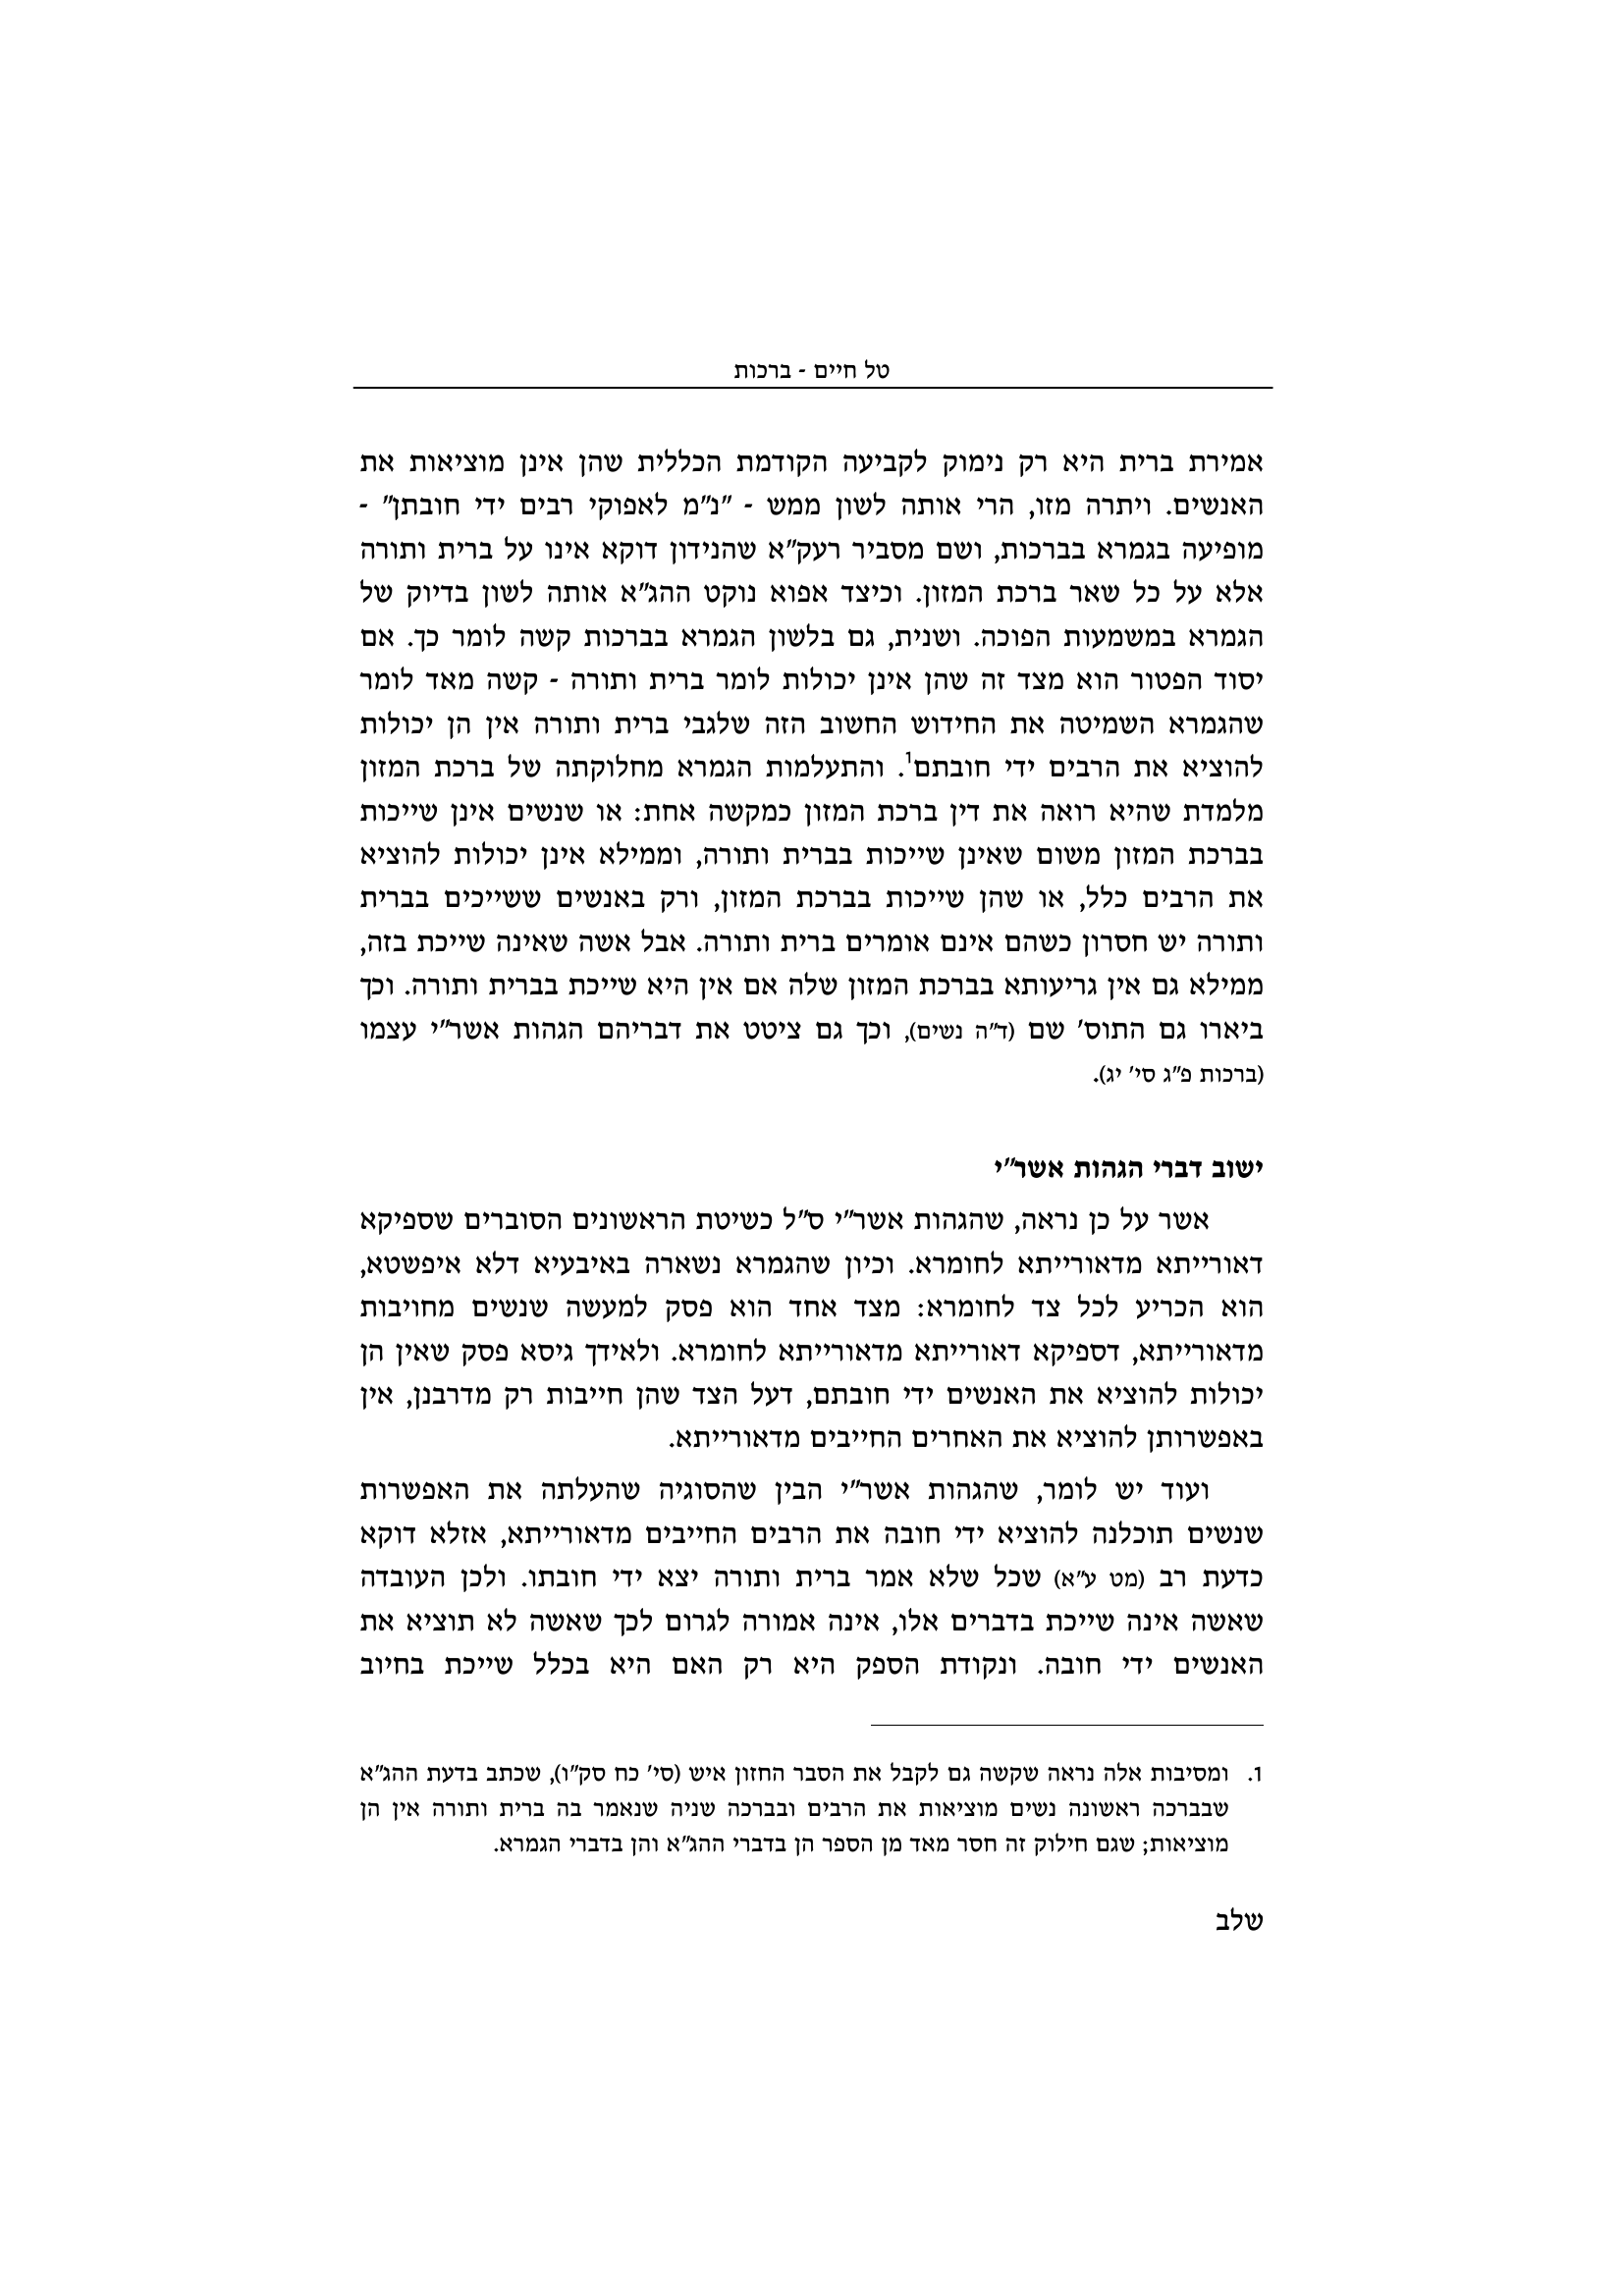 טל חיים - ברכות
אמירת ברית היא רק נימוק לקביעה הקודמת הכללית שהן אינן מוציאות את
האנשים. ויתרה מזו, הרי אותה לשון ממש - "נ"מ לאפוקי רבים ידי חובתן" -
מופיעה בגמרא בברכות, ושם מסביר רעק"א שהנידון דוקא אינו על ברית ותורה
אלא על כל שאר ברכת המזון. וכיצד אפוא נוקט ההג"א אותה לשון בדיוק של
הגמרא במשמעות הפוכה. ושנית, גם בלשון הגמרא בברכות קשה לומר כך. אם
יסוד הפטור הוא מצד זה שהן אינן יכולות לומר ברית ותורה - קשה מאד לומר
שהגמרא השמיטה את החידוש החשוב הזה שלגבי ברית ותורה אין הן יכולות
להוציא את הרבים ידי חובתם1. והתעלמות הגמרא מחלוקתה של ברכת המזון
מלמדת שהיא רואה את דין ברכת המזון כמקשה אחת: או שנשים אינן שייכות
בברכת המזון משום שאינן שייכות בברית ותורה, וממילא אינן יכולות להוציא
את הרבים כלל, או שהן שייכות בברכת המזון, ורק באנשים ששייכים בברית
ותורה יש חסרון כשהם אינם אומרים ברית ותורה. אבל אשה שאינה שייכת בזה,
ממילא גם אין גריעותא בברכת המזון שלה אם אין היא שייכת בברית ותורה. וכך
ביארו גם התוס' שם (ד"ה נשים), וכך גם ציטט את דבריהם הגהות אשר"י עצמו
(ברכות פ"ג סי' יג).
ישוב דברי הגהות אשר"י
אשר על כן נראה, שהגהות אשר"י ס"ל כשיטת הראשונים הסוברים שספיקא
דאורייתא מדאורייתא לחומרא. וכיון שהגמרא נשארה באיבעיא דלא איפשטא,
הוא הכריע לכל צד לחומרא: מצד אחד הוא פסק למעשה שנשים מחויבות
מדאורייתא, דספיקא דאורייתא מדאורייתא לחומרא. ולאידך גיסא פסק שאין הן
יכולות להוציא את האנשים ידי חובתם, דעל הצד שהן חייבות רק מדרבנן, אין
באפשרותן להוציא את האחרים החייבים מדאורייתא.
ועוד יש לומר, שהגהות אשר"י הבין שהסוגיה שהעלתה את האפשרות
שנשים תוכלנה להוציא ידי חובה את הרבים החייבים מדאורייתא, אזלא דוקא
כדעת רב (מט ע"א) שכל שלא אמר ברית ותורה יצא ידי חובתו. ולכן העובדה
שאשה אינה שייכת בדברים אלו, אינה אמורה לגרום לכך שאשה לא תוציא את
האנשים ידי חובה. ונקודת הספק היא רק האם היא בכלל שייכת בחיוב
1. ומסיבות אלה נראה שקשה גם לקבל את הסבר החזון איש (סי' כח סק"ו), שכתב בדעת ההג"א
שבברכה ראשונה נשים מוציאות את הרבים ובברכה שניה שנאמר בה ברית ותורה אין הן
מוציאות; שגם חילוק זה חסר מאד מן הספר הן בדברי ההג"א והן בדברי הגמרא.
שלב